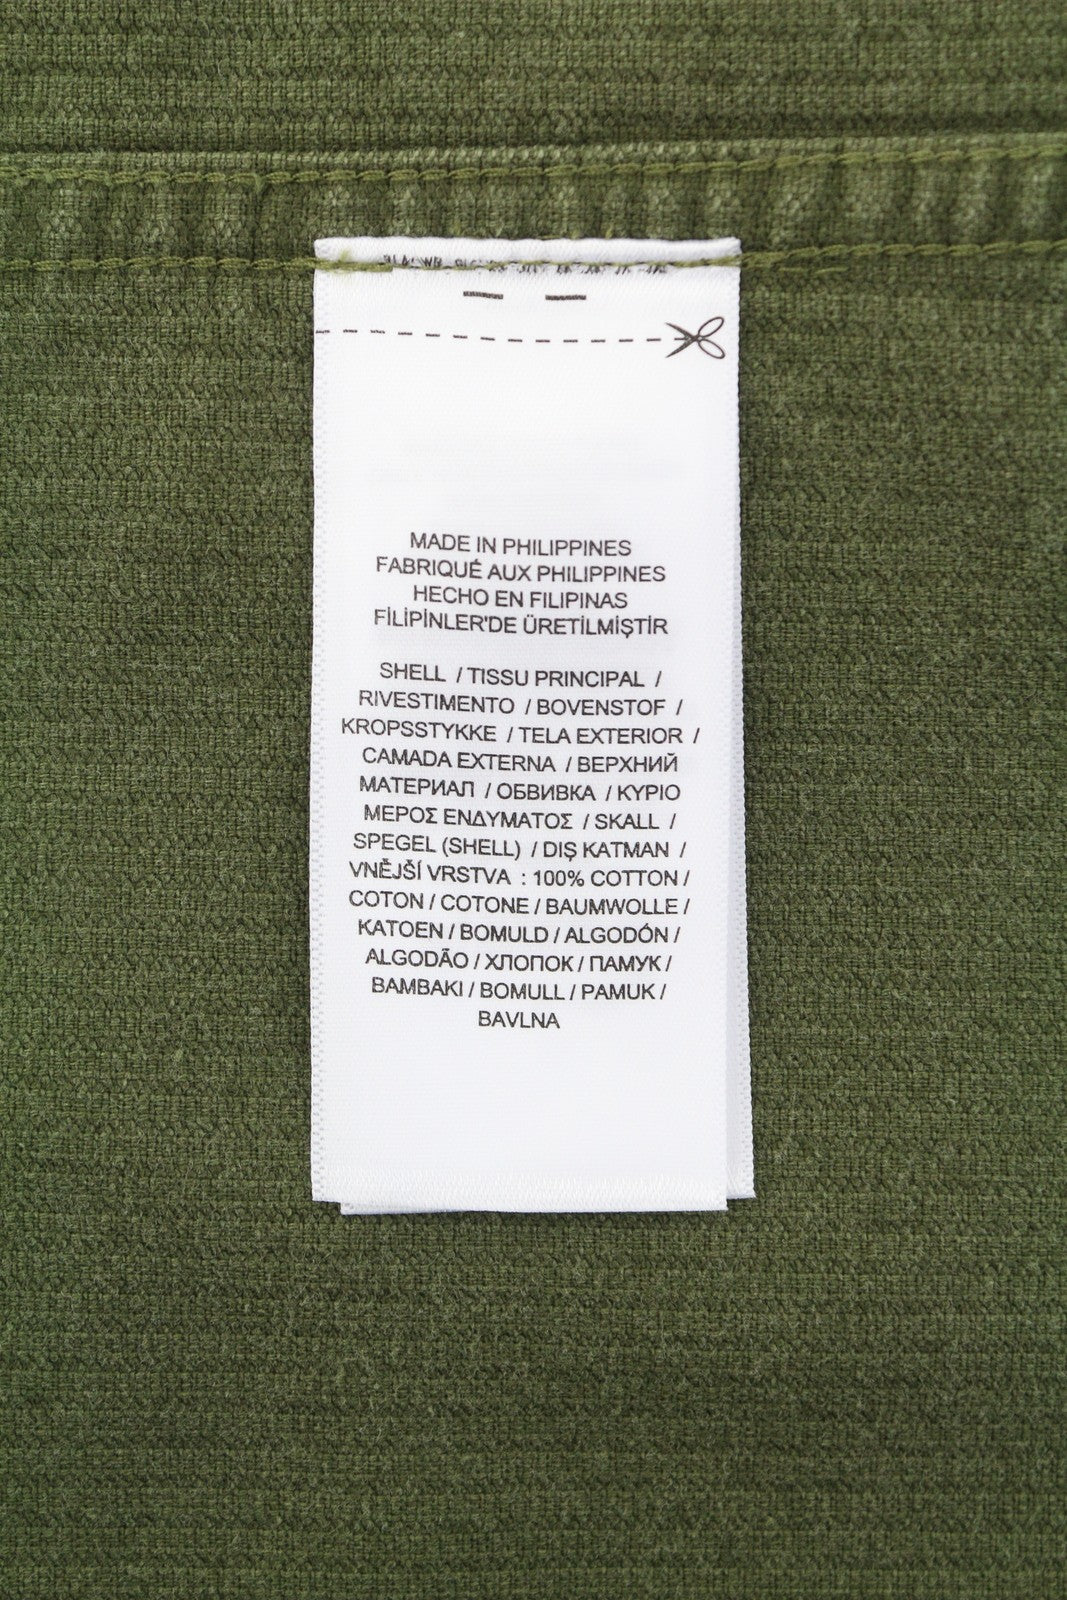 MADE IN PHILIPPINES
FABRIQUÉ AUX PHILIPPINES
HECHO EN FILIPINAS
FİLİPİNLER'DE ÜRETİLMİŞTİR
SHELL / TISSU PRINCIPAL /
RIVESTIMENTO / BOVENSTOF /
KROPSSTYKKE / TELA EXTERIOR /
CAMADA EXTERNA / ВЕРХНИЙ
МАТЕРИАЛ / ОБВИВКА / ΚΥΡΙΟ
ΜΕΡΟΣ ΕΝΔΥΜΑΤΟΣ / SKALL /
SPEGEL (SHELL) / DIŞ KATMAN /
VNĚJŠÍ VRSTVA : 100% COTTON /
COTON / COTONE / BAUMWOLLE /
KATOEN / BOMULD / ALGODÓN /
ALGODÃO / ХЛОПОК / ПАМУК /
ΒΑΜΒΑΚΙ / BOMULL / PAMUK /
BAVLNA